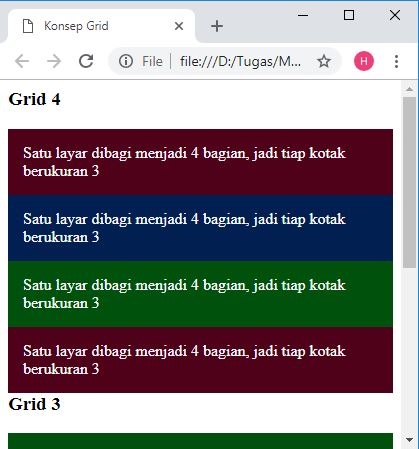 Konsep Grid
File
file:///D:/Tugas/M...
H
Grid 4
Satu layar dibagi menjadi 4 bagian, jadi tiap kotak
berukuran 3
Satu layar dibagi menjadi 4 bagian, jadi tiap kotak
berukuran 3
Satu layar dibagi menjadi 4 bagian, jadi tiap kotak
berukuran 3
Satu layar dibagi menjadi 4 bagian, jadi tiap kotak
berukuran 3
Grid 3